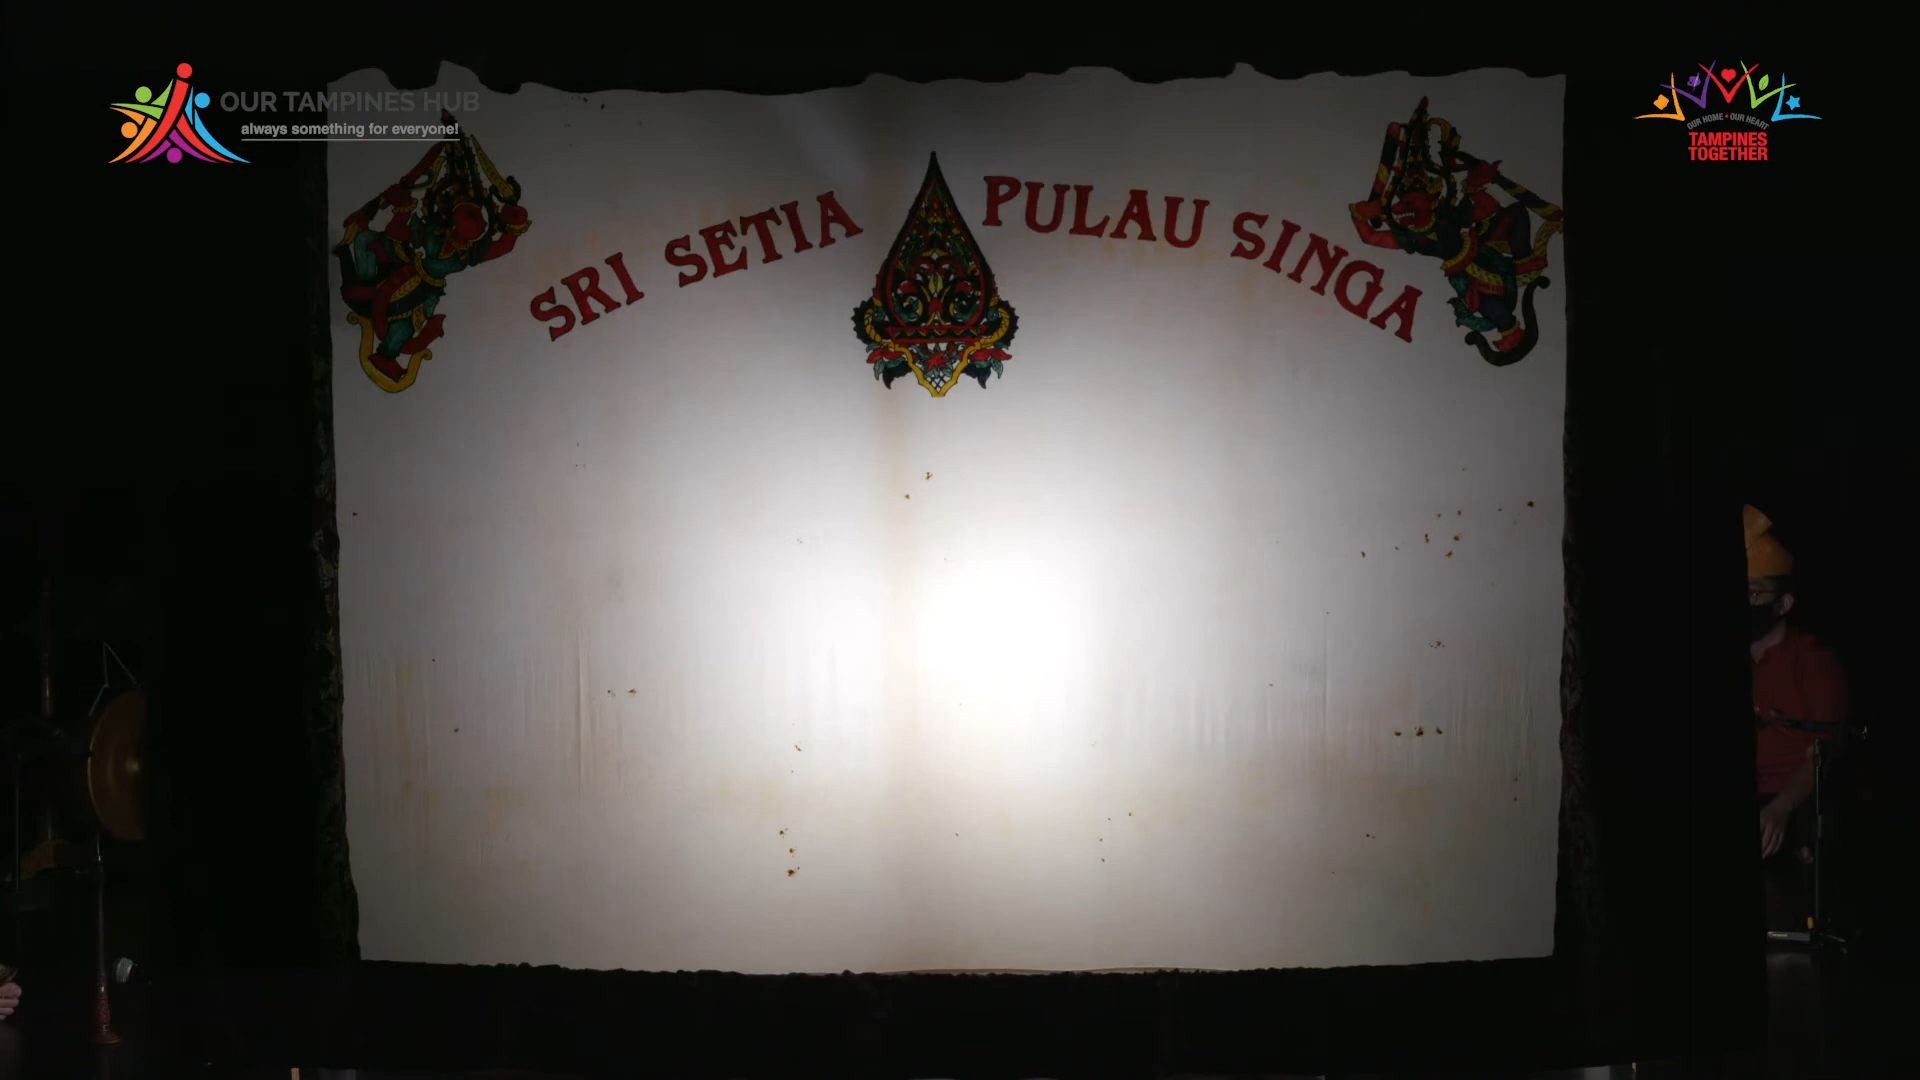 OUR TAMPINES HUB
always something for everyone!
OUR HOME • OUR HEART
TAMPINES
TOGETHER
SRI SETIA PULAU SINGA